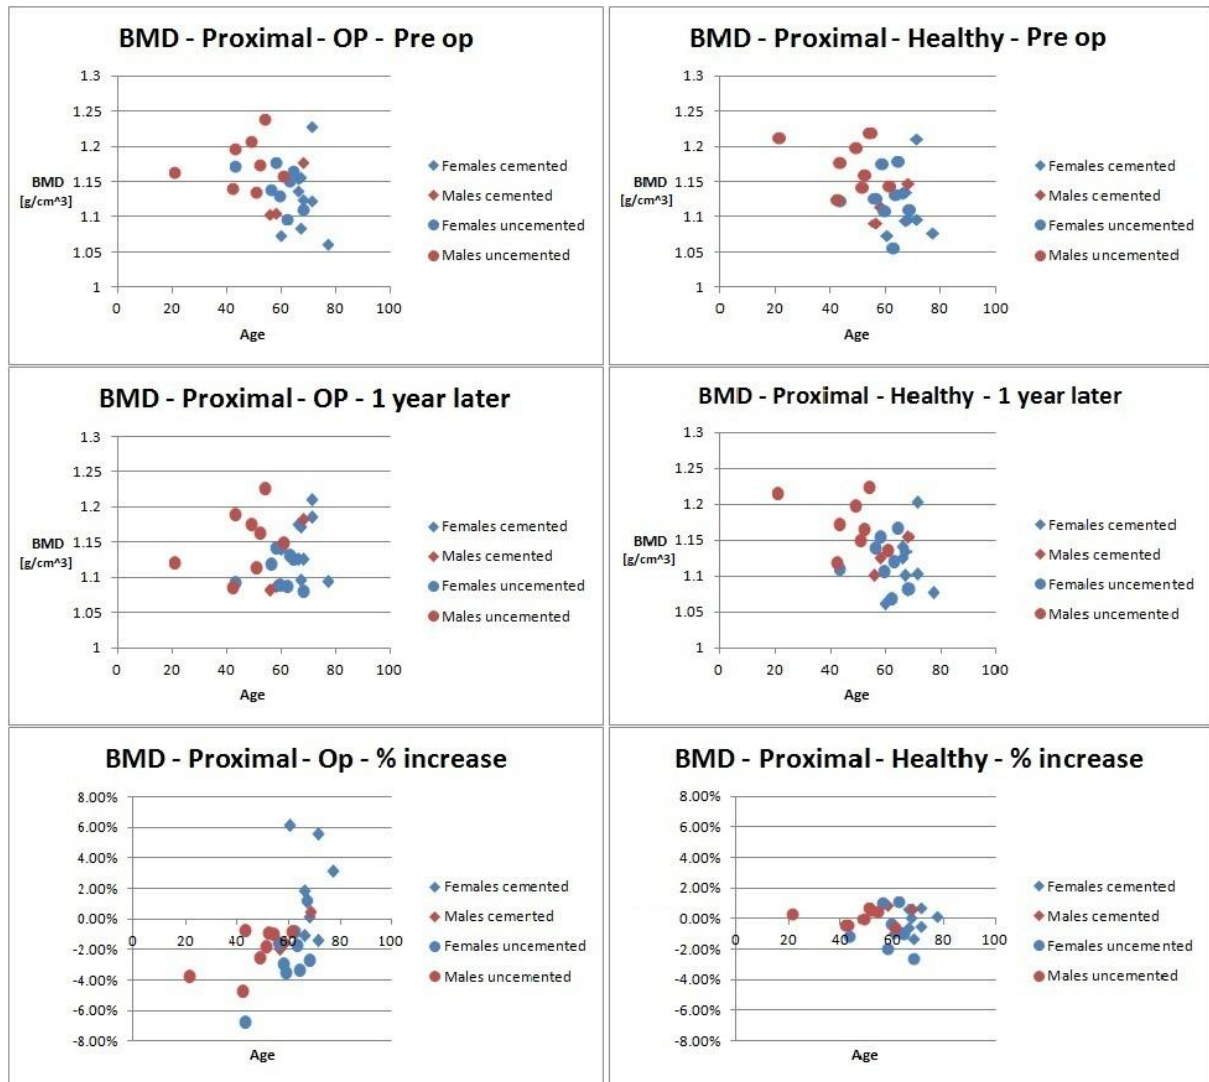 BMD - Proximal - OP - Pre op
1.3
1.25
1.2
1.15
1.1
1.05
1
BMD
[g/cm^3]
0 20 40 60 80 100
Age
Females cemented
Males cemented
Females uncemented
Males uncemented
BMD - Proximal - Healthy - Pre op
1.3
1.25
1.2
1.15
1.1
1.05
1
BMD
[g/cm^3]
0 20 40 60 80 100
Age
Females cemented
Males cemented
Females uncemented
Males uncemented
BMD - Proximal - OP - 1 year later
1.3
1.25
1.2
1.15
1.1
1.05
1
BMD
[g/cm^3]
0 20 40 60 80 100
Age
Females cemented
Males cemented
Females uncemented
Males uncemented
BMD - Proximal - Healthy - 1 year later
1.3
1.25
1.2
1.15
1.1
1.05
1
BMD
[g/cm^3]
0 20 40 60 80 100
Age
Females cemented
Males cemented
Females uncemented
Males uncemented
BMD - Proximal - Op - % increase
8.00%
6.00%
4.00%
2.00%
0.00%
-2.00%
-4.00%
-6.00%
-8.00%
0 20 40 60 80 100
Age
Females cemented
Males cemented
Females uncemented
Males uncemented
BMD - Proximal - Healthy - % increase
8.00%
6.00%
4.00%
2.00%
0.00%
-2.00%
-4.00%
-6.00%
-8.00%
0 20 40 60 80 100
Age
Females cemented
Males cemented
Females uncemented
Males uncemented